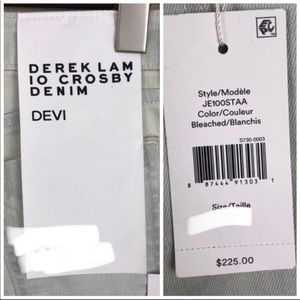 DEREK LAM
10 CROSBY
DENIM
DEVI
Style/Modèle
JE100STAA
Color/Couleur
Bleached/Blanchis
S730-0003
8 87444 91303 1
Size/Taille
$225.00